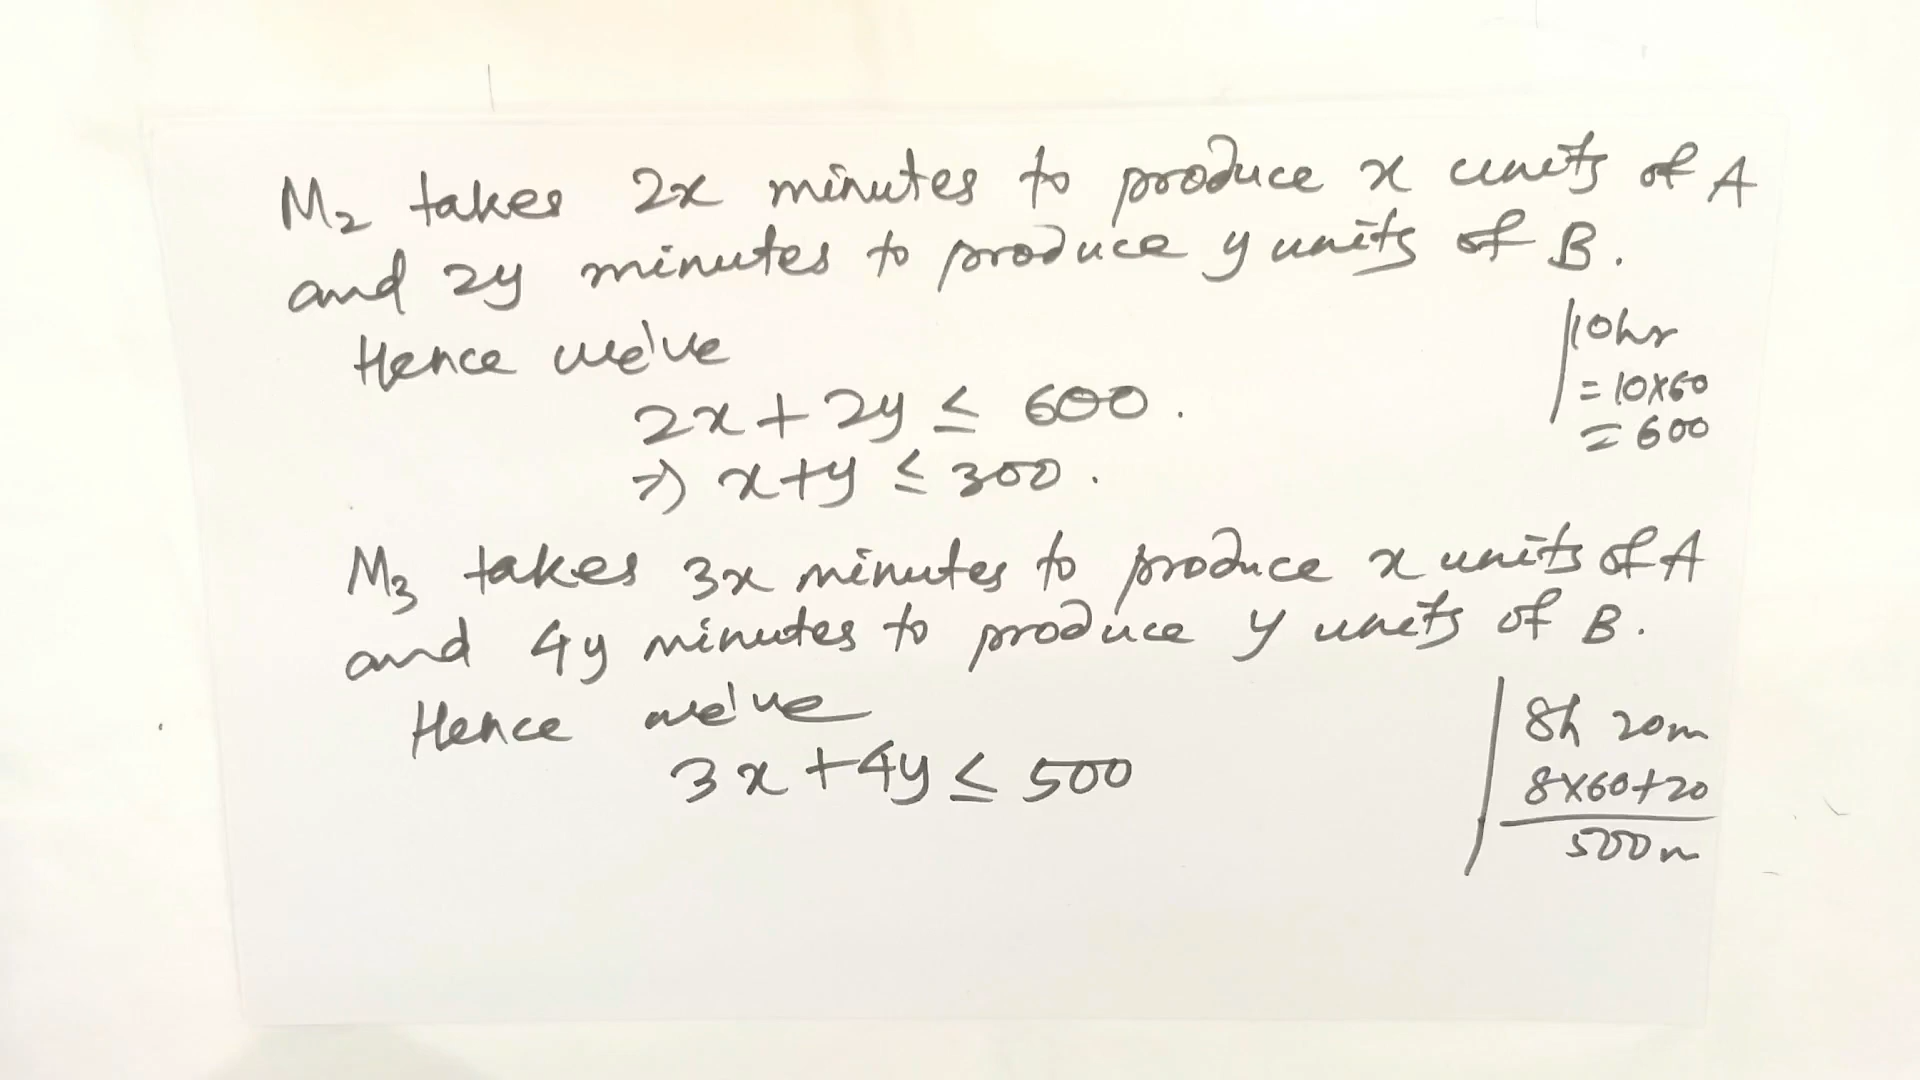 M₂ takes 2x minutes to produce x units of A
and 2y minutes to produce y units of B.
Hence we've
2x + 2y ≤ 600.
⇒ x+y ≤ 300.
10hr
= 10×60
= 600
M₃ takes 3x minutes to produce x units of A
and 4y minutes to produce y units of B.
Hence we've
3x + 4y ≤ 500
8h 20m
8×60+20
500m